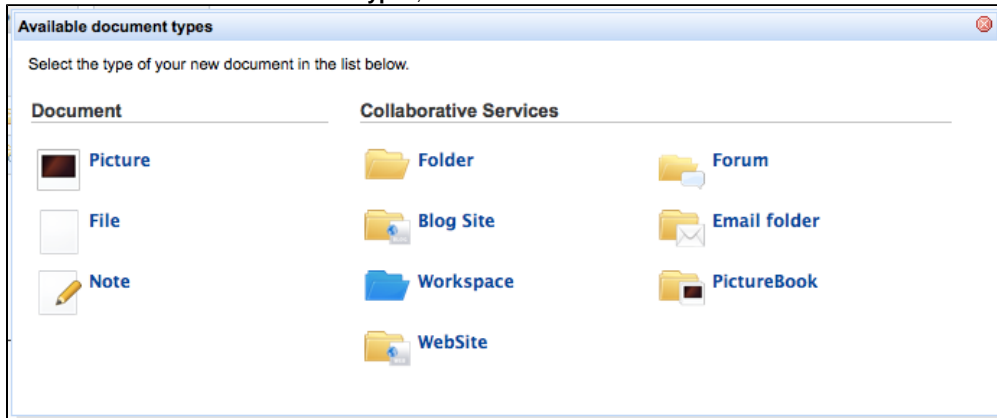 Available document types
Select the type of your new document in the list below.
Document
Collaborative Services
Picture
Folder
Forum
File
Blog Site
Email folder
Note
Workspace
PictureBook
WebSite